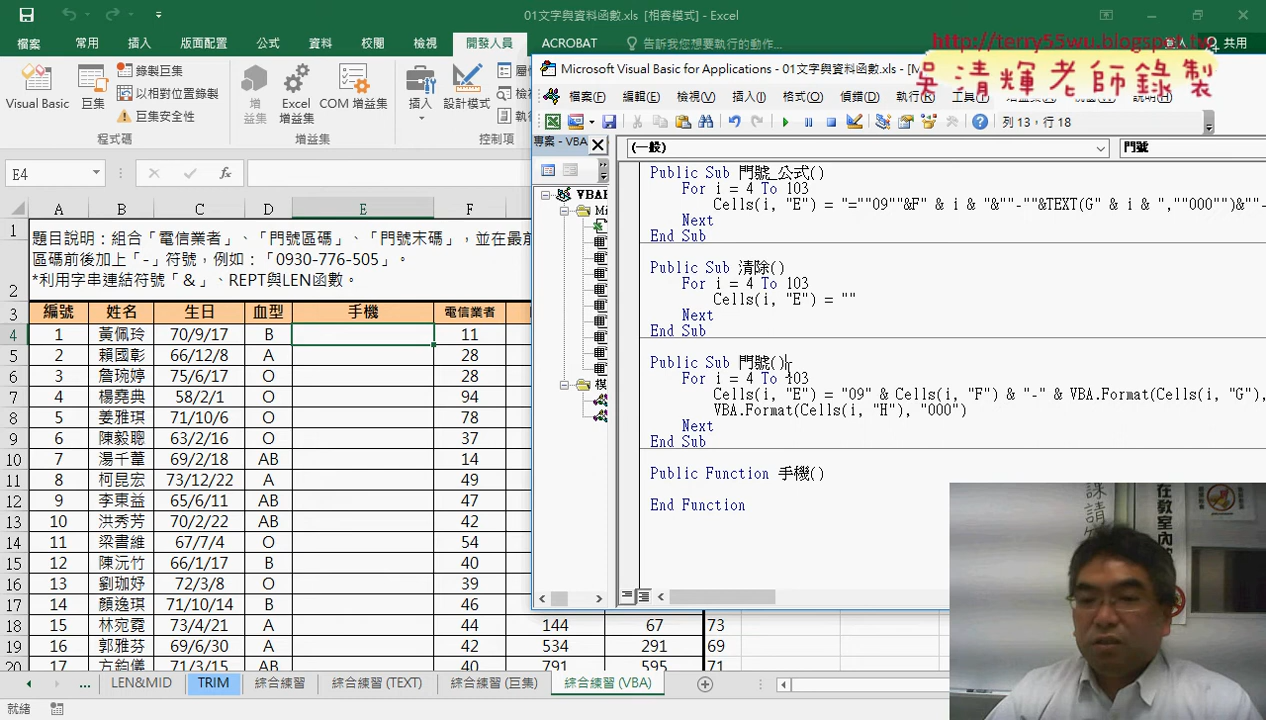 01文字與資料函數.xls [相容模式] - Excel
檔案 常用 插入 版面配置 公式 資料 校閱 檢視 開發人員 ACROBAT 告訴我您想要執行的動作... 共用
http://terry55wu.blogspot.tw
吳清輝老師錄製
Visual Basic 巨集 錄製巨集 以相對位置錄製 巨集安全性 增益集 Excel 增益集 COM 增益集 插入 設計模式
程式碼 增益集 控制項
E4 fx
A B C D E F
1 題目說明：組合「電信業者」、「門號區碼」、「門號末碼」，並在最前
區碼前後加上「-」符號，例如：「0930-776-505」。
2 *利用字串連結符號「&」、REPT與LEN函數。
3 編號 姓名 生日 血型 手機 電信業者
4 1 黃佩玲 70/9/17 B 11
5 2 賴國彰 66/12/8 A 28
6 3 詹琬婷 75/6/17 O 28
7 4 楊堯典 58/2/1 O 94
8 5 姜雅琪 71/10/6 O 78
9 6 陳毅聰 63/2/16 O 37
10 7 湯千葦 69/2/18 AB 14
11 8 柯昆宏 73/12/22 A 49
12 9 李東益 65/6/11 AB 47
13 10 洪秀芳 70/2/22 AB 42
14 11 梁書維 67/7/4 O 54
15 12 陳沅竹 66/1/17 B 40
16 13 劉珈妤 72/3/8 O 39
17 14 顏逸琪 71/10/14 B 46
18 15 林宛霓 73/4/21 A 44 144 67 73
19 16 郭雅芬 69/6/30 A 42 534 291 69
20 17 方鈞儀 71/3/15 AB 40 791 595 71
... LEN&MID TRIM 綜合練習 綜合練習 (TEXT) 綜合練習 (巨集) 綜合練習 (VBA)
就緒
Microsoft Visual Basic for Applications - 01文字與資料函數.xls - [M
檔案(F) 編輯(E) 檢視(V) 插入(I) 格式(O) 偵錯(D) 執行(R) 工具(T)
列 13，行 18
專案 - VBA
(一般) 門號
Public Sub 門號_公式()
For i = 4 To 103
Cells(i, "E") = "=""09""&F" & i & "&""-""&TEXT(G" & i & ",""000"")&""-
Next
End Sub
Public Sub 清除()
For i = 4 To 103
Cells(i, "E") = ""
Next
End Sub
Public Sub 門號()
For i = 4 To 103
Cells(i, "E") = "09" & Cells(i, "F") & "-" & VBA.Format(Cells(i, "G"),
VBA.Format(Cells(i, "H"), "000")
Next
End Sub
Public Function 手機()
End Function